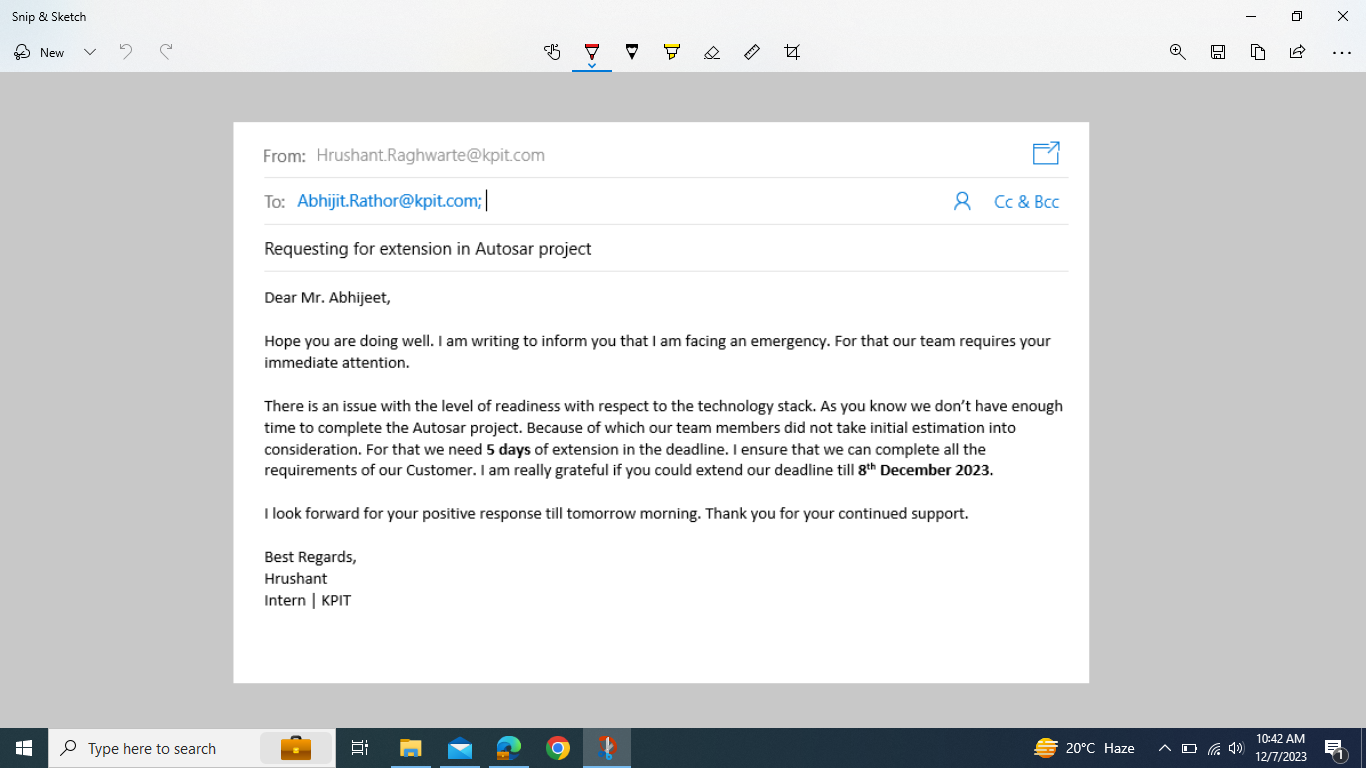 Snip & Sketch
New
From: Hrushant.Raghwarte@kpit.com
To: Abhijit.Rathor@kpit.com;
Cc & Bcc
Requesting for extension in Autosar project
Dear Mr. Abhijeet,
Hope you are doing well. I am writing to inform you that I am facing an emergency. For that our team requires your
immediate attention.
There is an issue with the level of readiness with respect to the technology stack. As you know we don’t have enough
time to complete the Autosar project. Because of which our team members did not take initial estimation into
consideration. For that we need 5 days of extension in the deadline. I ensure that we can complete all the
requirements of our Customer. I am really grateful if you could extend our deadline till 8th December 2023.
I look forward for your positive response till tomorrow morning. Thank you for your continued support.
Best Regards,
Hrushant
Intern | KPIT
Type here to search
20°C Haze
10:42 AM
12/7/2023
1